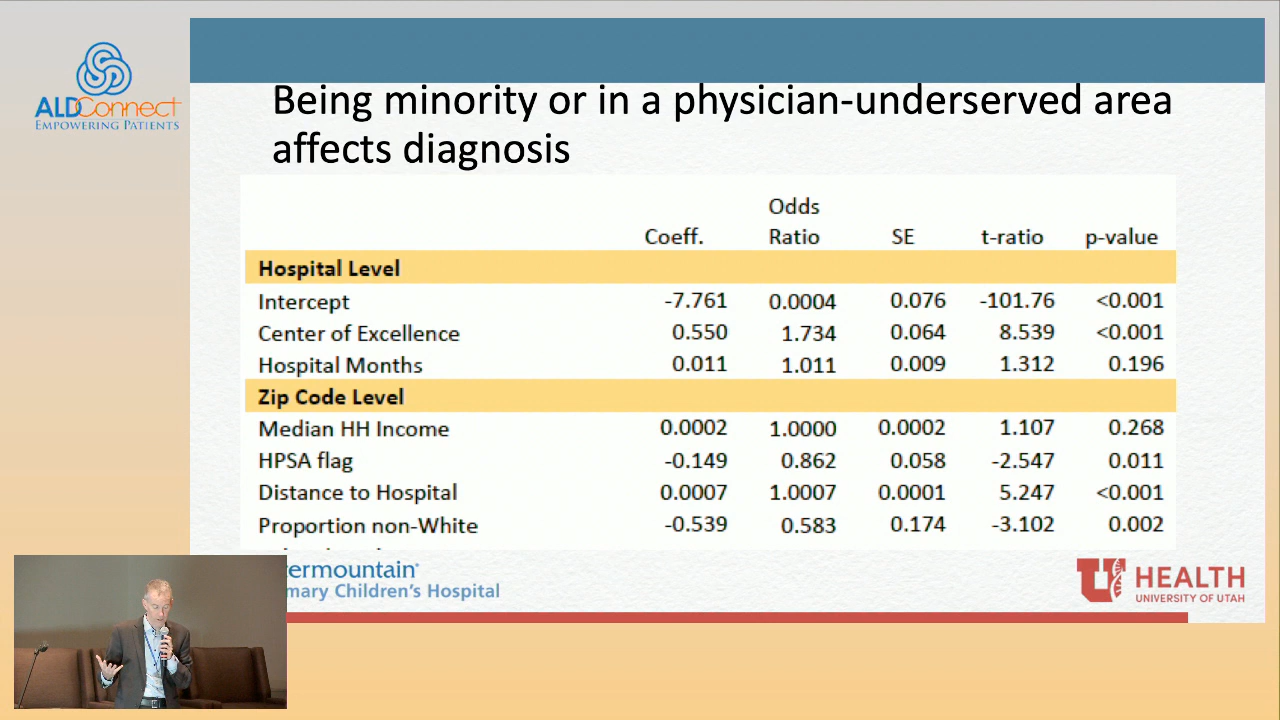 ALDConnect
EMPOWERING PATIENTS
Being minority or in a physician-underserved area
affects diagnosis
Coeff. Odds Ratio SE t-ratio p-value
Hospital Level
Intercept -7.761 0.0004 0.076 -101.76 <0.001
Center of Excellence 0.550 1.734 0.064 8.539 <0.001
Hospital Months 0.011 1.011 0.009 1.312 0.196
Zip Code Level
Median HH Income 0.0002 1.0000 0.0002 1.107 0.268
HPSA flag -0.149 0.862 0.058 -2.547 0.011
Distance to Hospital 0.0007 1.0007 0.0001 5.247 <0.001
Proportion non-White -0.539 0.583 0.174 -3.102 0.002
termountain
mary Children's Hospital
U HEALTH
UNIVERSITY OF UTAH